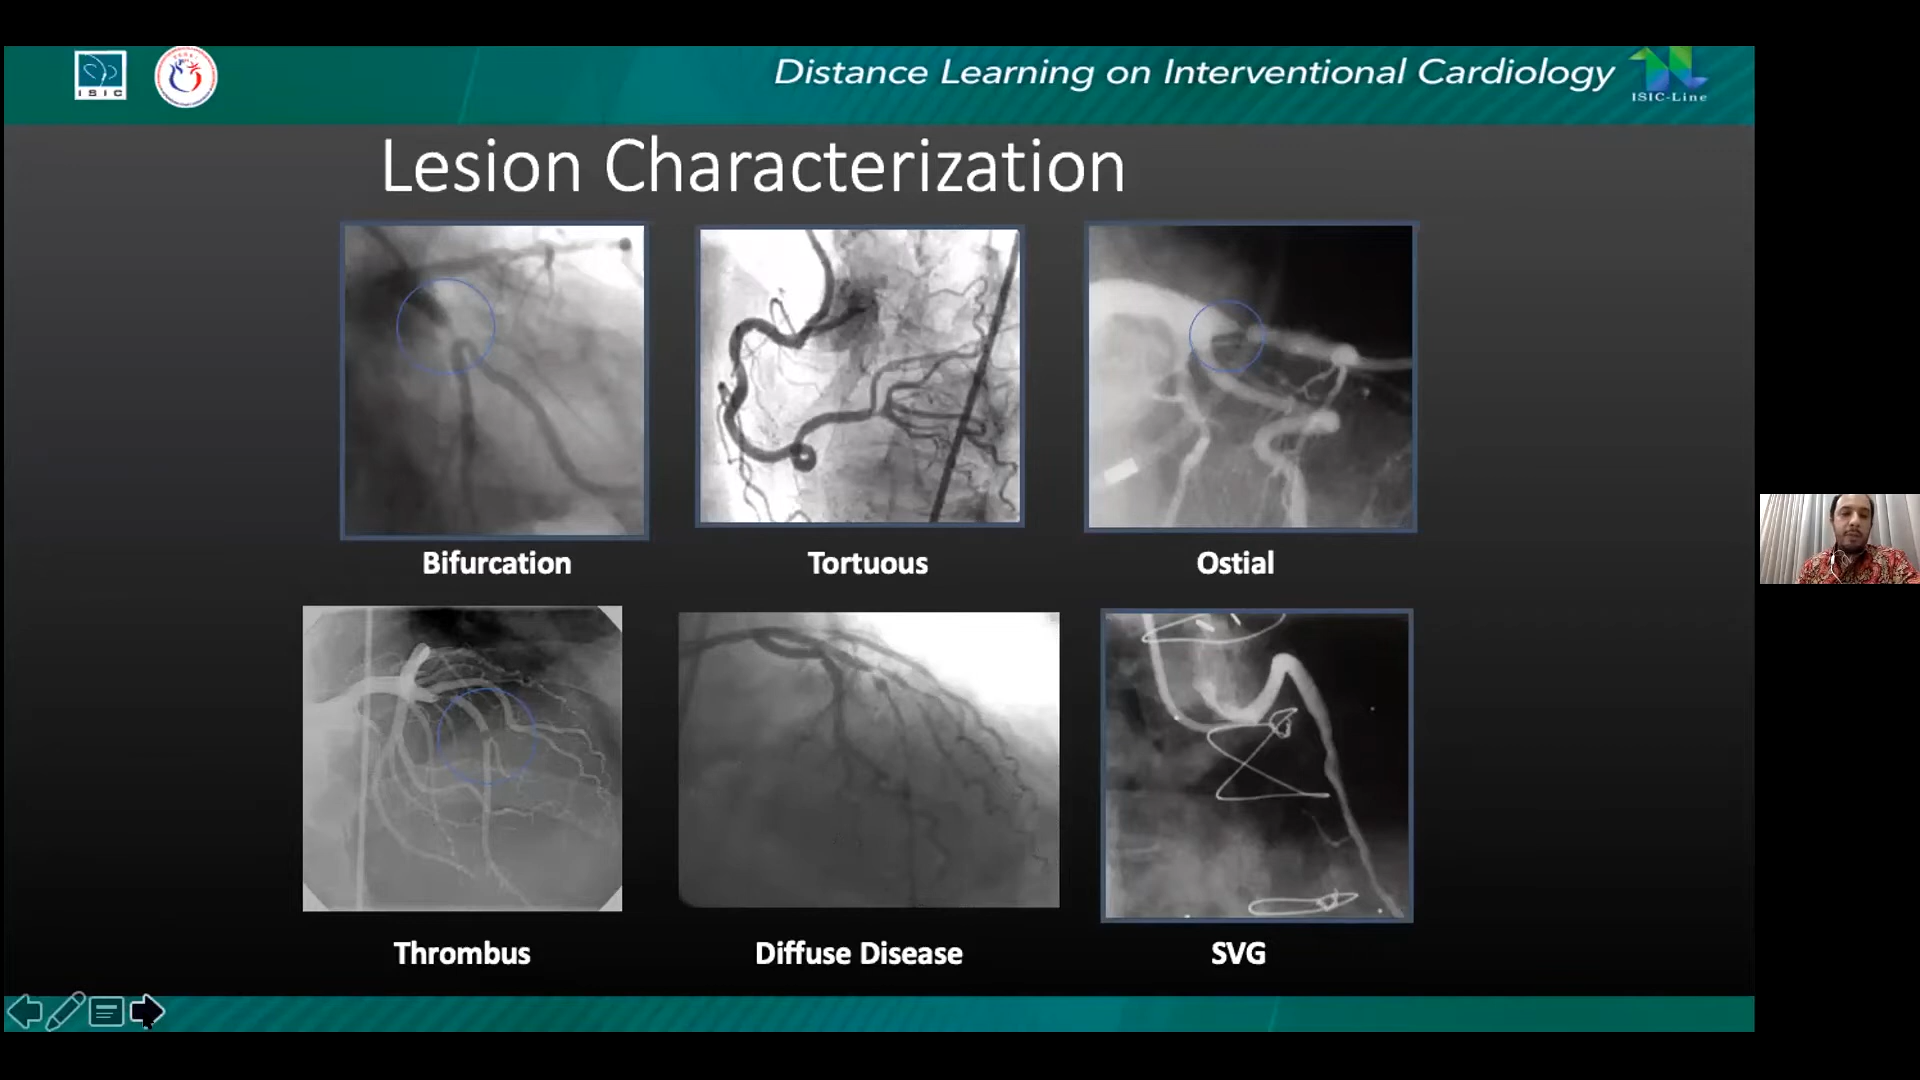 ISIC
Distance Learning on Interventional Cardiology
ISIC-Line
Lesion Characterization
Bifurcation
Tortuous
Ostial
Thrombus
Diffuse Disease
SVG